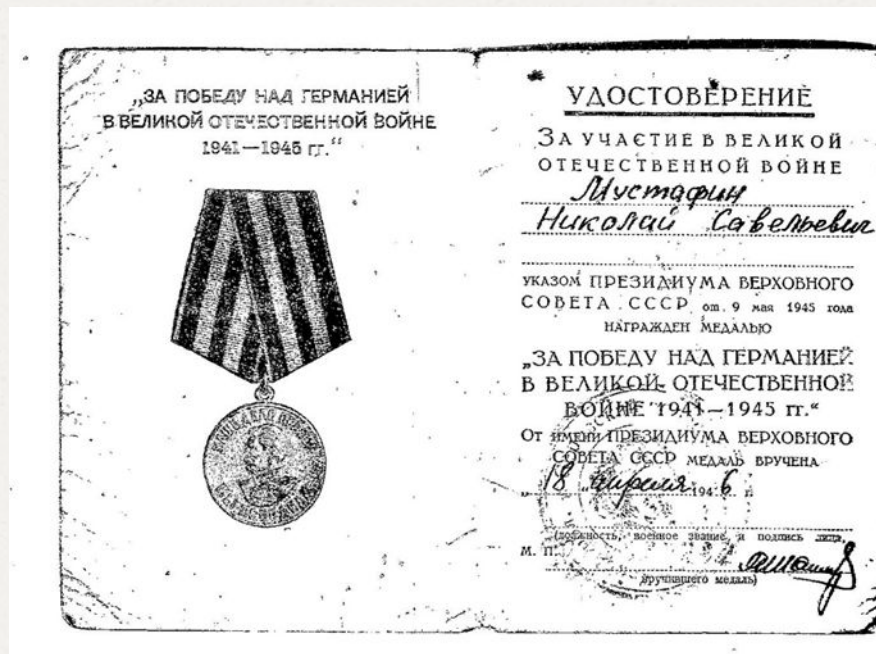 „ЗА ПОБЕДУ НАД ГЕРМАНИЕЙ
В ВЕЛИКОЙ ОТЕЧЕСТВЕННОЙ ВОЙНЕ
1941—1945 гг.“
УДОСТОВЕРЕНИЕ
ЗА УЧАСТИЕ В ВЕЛИКОЙ
ОТЕЧЕСТВЕННОЙ ВОЙНЕ
Мустафин
Николай Савельевич
УКАЗОМ ПРЕЗИДИУМА ВЕРХОВНОГО
СОВЕТА СССР от 9 мая 1945 года
НАГРАЖДЕН МЕДАЛЬЮ
„ЗА ПОБЕДУ НАД ГЕРМАНИЕЙ
В ВЕЛИКОЙ ОТЕЧЕСТВЕННОЙ
ВОЙНЕ 1941—1945 гг.“
От имени ПРЕЗИДИУМА ВЕРХОВНОГО
СОВЕТА СССР МЕДАЛЬ ВРУЧЕНА
„18“ апреля 1946 г.
(должность, военное звание и подпись лица,
М. П.
вручившего медаль)